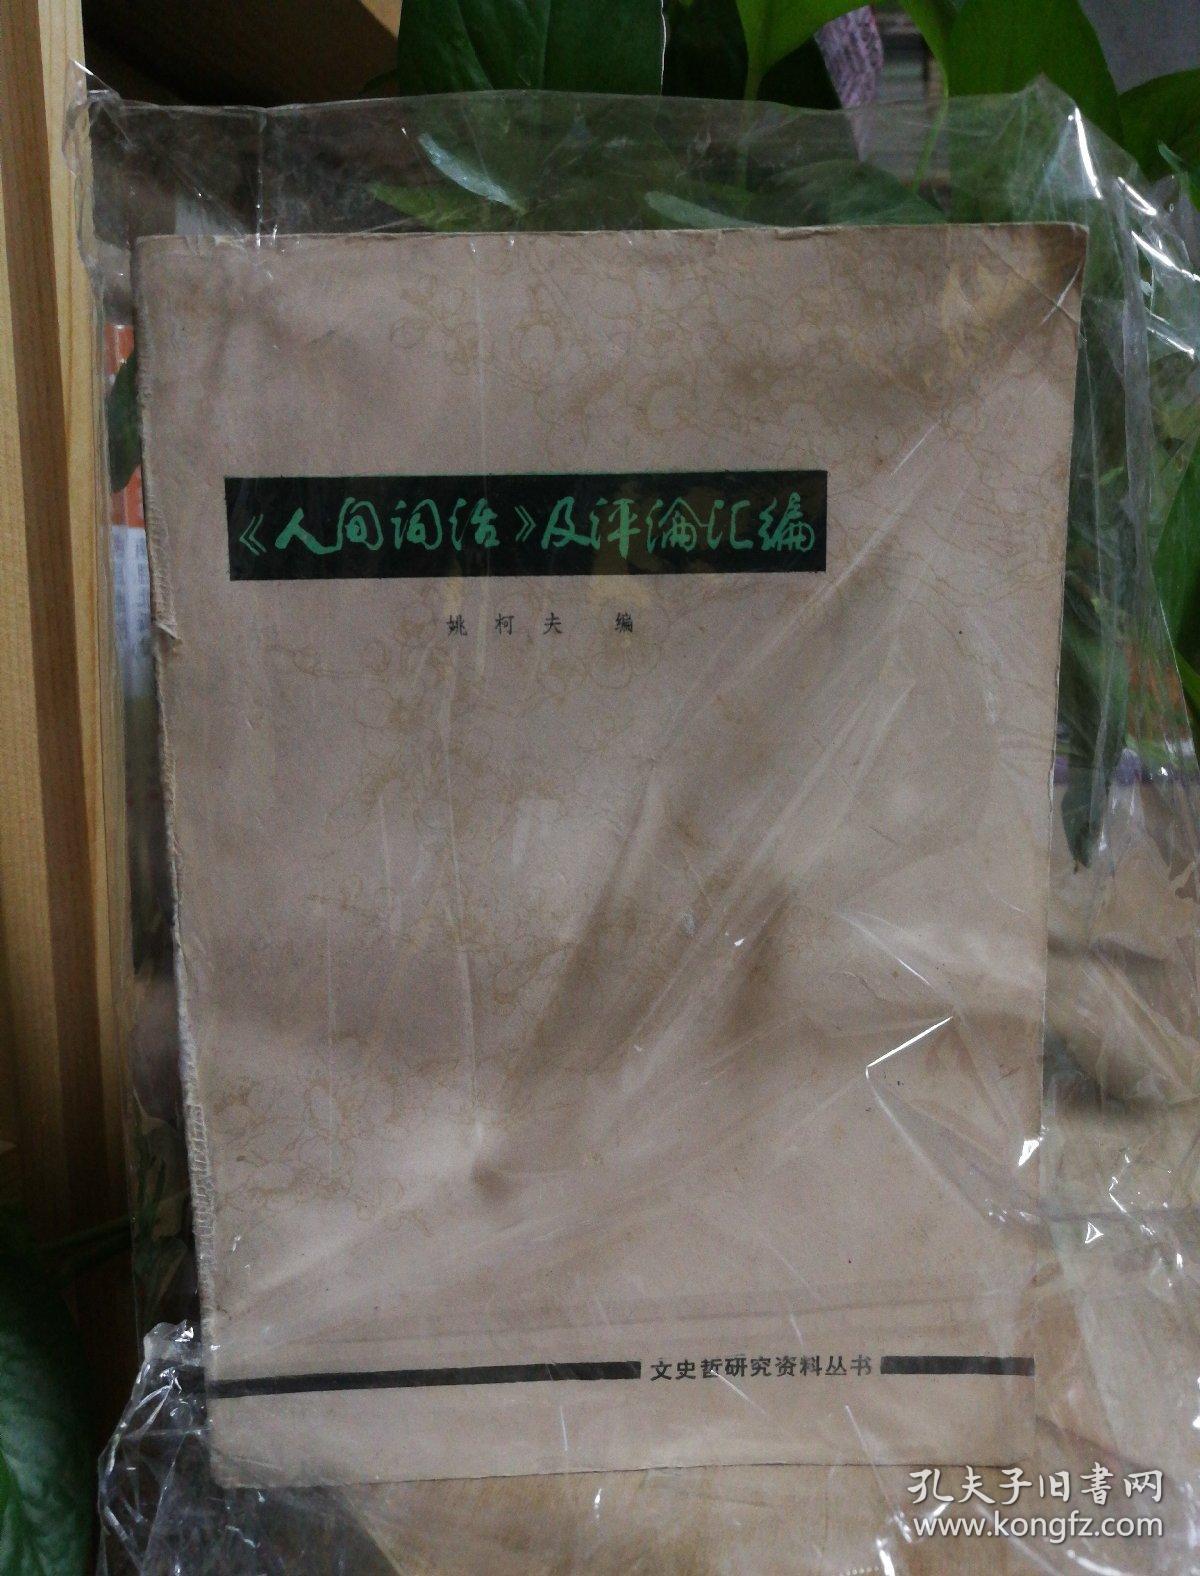 《人间词话》及评论汇编
姚柯夫 编
文史哲研究资料丛书
孔夫子旧書网
www.kongfz.com